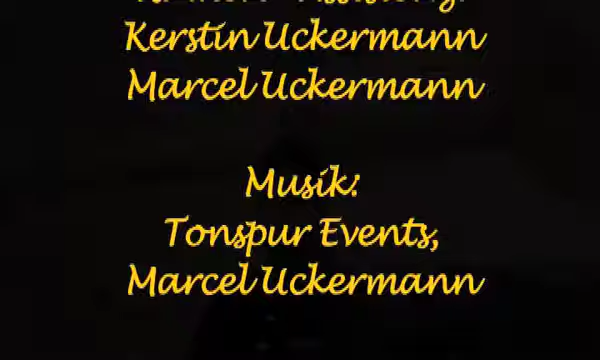 Kerstin Uckermann
Marcel Uckermann
Musik:
Tonspur Events,
Marcel Uckermann